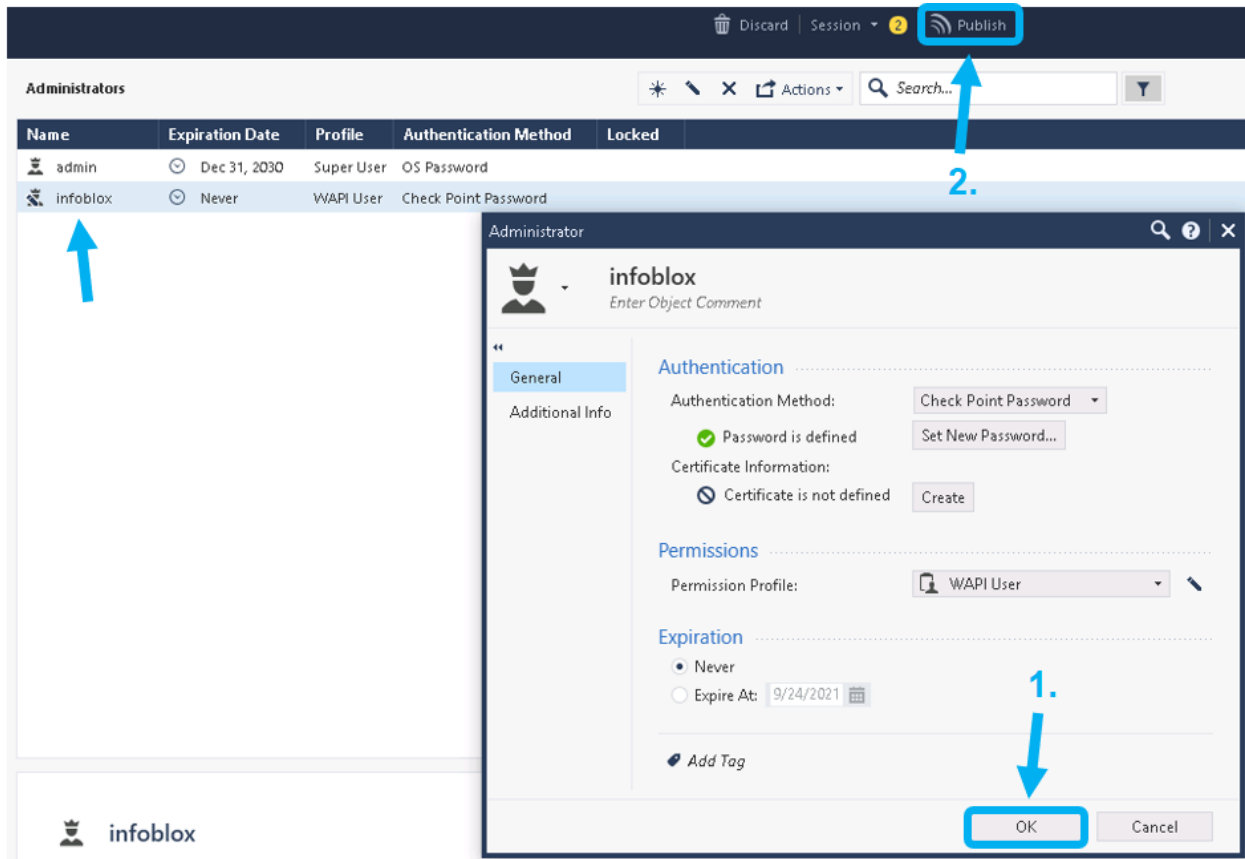 Discard Session 2 Publish
Administrators
Actions Search...
Name Expiration Date Profile Authentication Method Locked
admin Dec 31, 2030 Super User OS Password
infoblox Never WAPI User Check Point Password
2.
Administrator
infoblox
Enter Object Comment
General
Additional Info
Authentication
Authentication Method: Check Point Password
Password is defined Set New Password...
Certificate Information:
Certificate is not defined Create
Permissions
Permission Profile: WAPI User
Expiration
Never
Expire At: 9/24/2021
1.
Add Tag
OK Cancel
infoblox